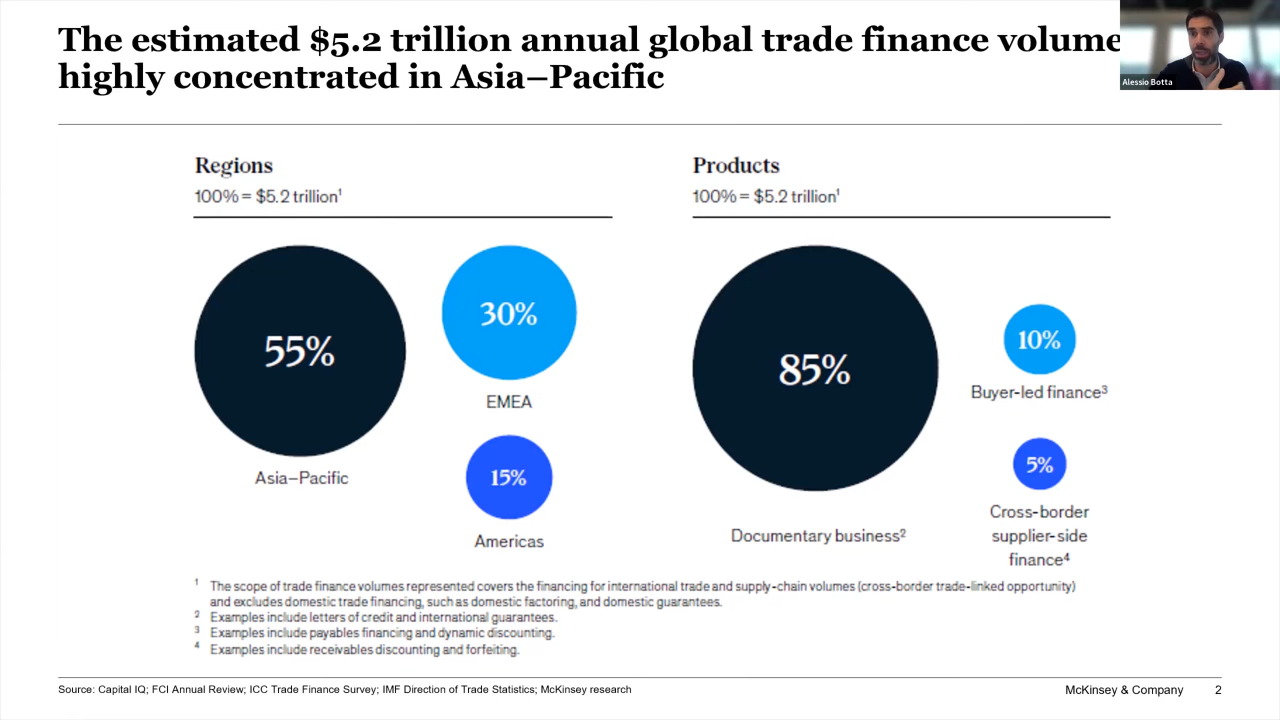 The estimated $5.2 trillion annual global trade finance volume
highly concentrated in Asia–Pacific
Alessio Botta
Regions
100% = $5.2 trillion¹
55%
Asia–Pacific
30%
EMEA
15%
Americas
Products
100% = $5.2 trillion¹
85%
Documentary business²
10%
Buyer-led finance³
5%
Cross-border
supplier-side
finance⁴
¹ The scope of trade finance volumes represented covers the financing for international trade and supply-chain volumes (cross-border trade-linked opportunity)
and excludes domestic trade financing, such as domestic factoring, and domestic guarantees.
² Examples include letters of credit and international guarantees.
³ Examples include payables financing and dynamic discounting.
⁴ Examples include receivables discounting and forfeiting.
Source: Capital IQ; FCI Annual Review; ICC Trade Finance Survey; IMF Direction of Trade Statistics; McKinsey research
McKinsey & Company 2